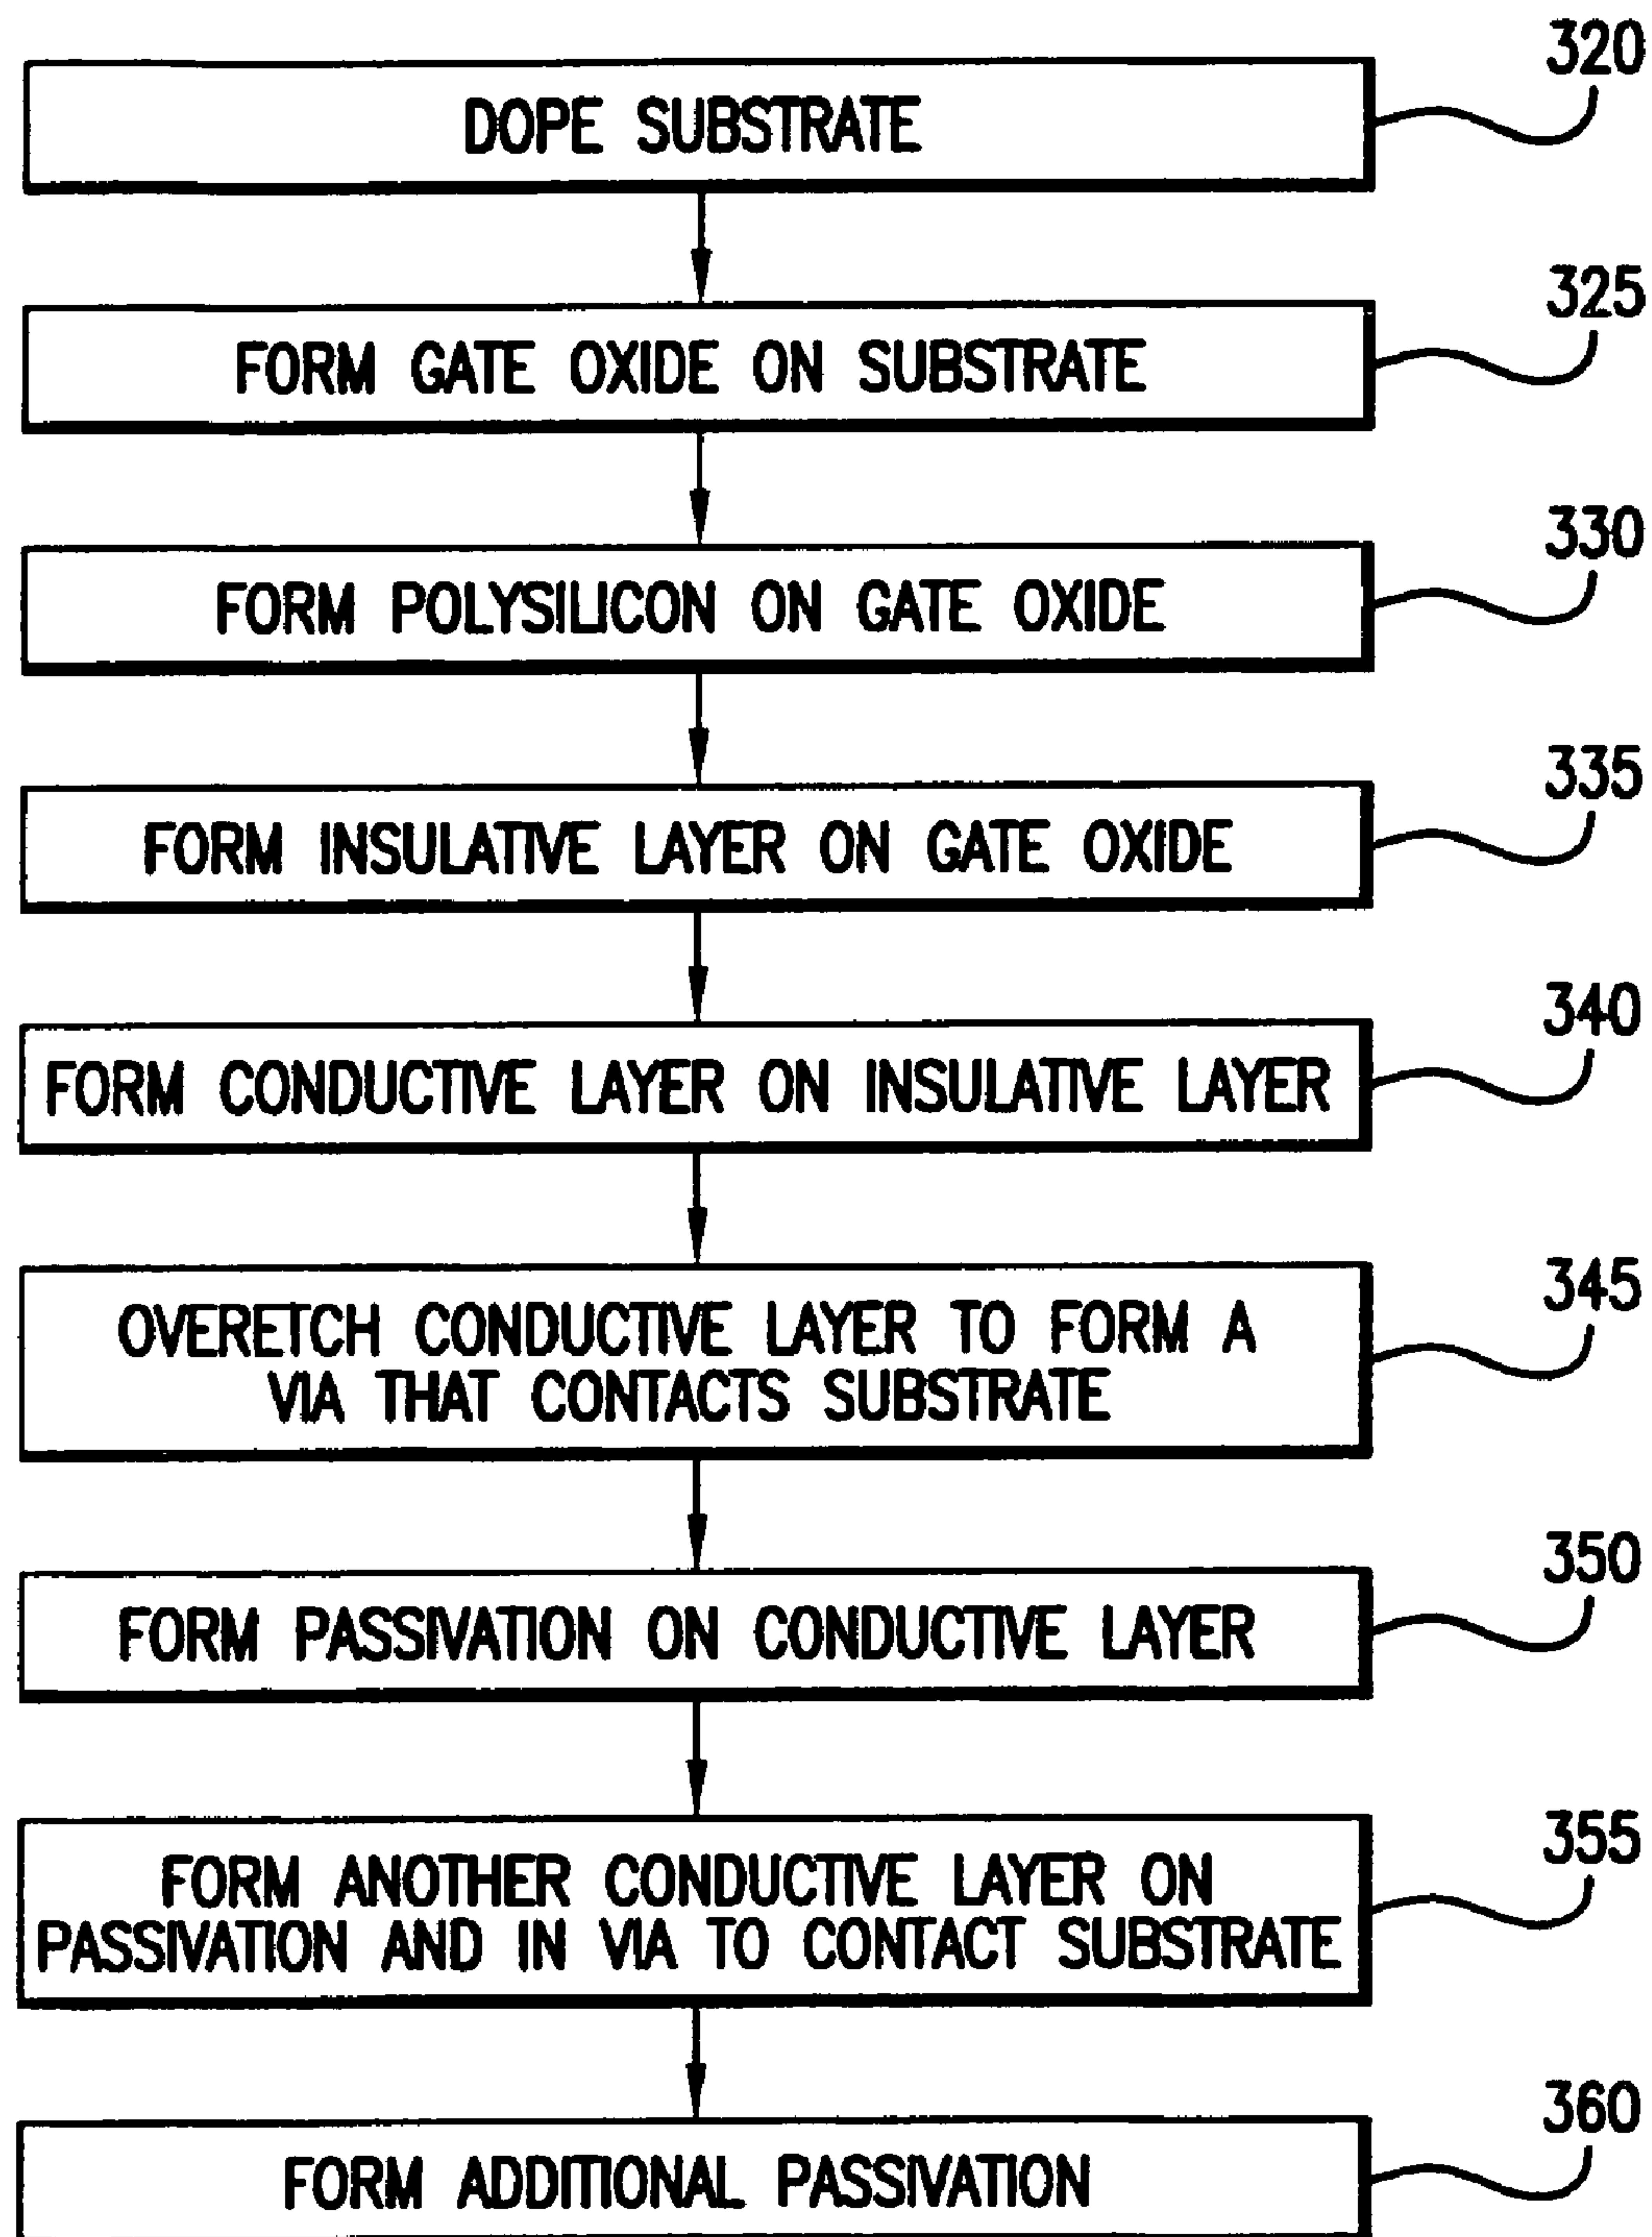 320
DOPE SUBSTRATE
325
FORM GATE OXIDE ON SUBSTRATE
330
FORM POLYSILICON ON GATE OXIDE
335
FORM INSULATIVE LAYER ON GATE OXIDE
340
FORM CONDUCTIVE LAYER ON INSULATIVE LAYER
345
OVERETCH CONDUCTIVE LAYER TO FORM A
VIA THAT CONTACTS SUBSTRATE
350
FORM PASSIVATION ON CONDUCTIVE LAYER
355
FORM ANOTHER CONDUCTIVE LAYER ON
PASSIVATION AND IN VIA TO CONTACT SUBSTRATE
360
FORM ADDITIONAL PASSIVATION